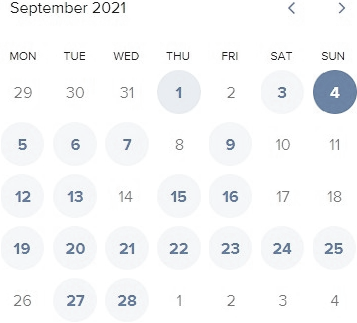 September 2021
MON TUE WED THU FRI SAT SUN
29 30 31 1 2 3 4
5 6 7 8 9 10 11
12 13 14 15 16 17 18
19 20 21 22 23 24 25
26 27 28 1 2 3 4